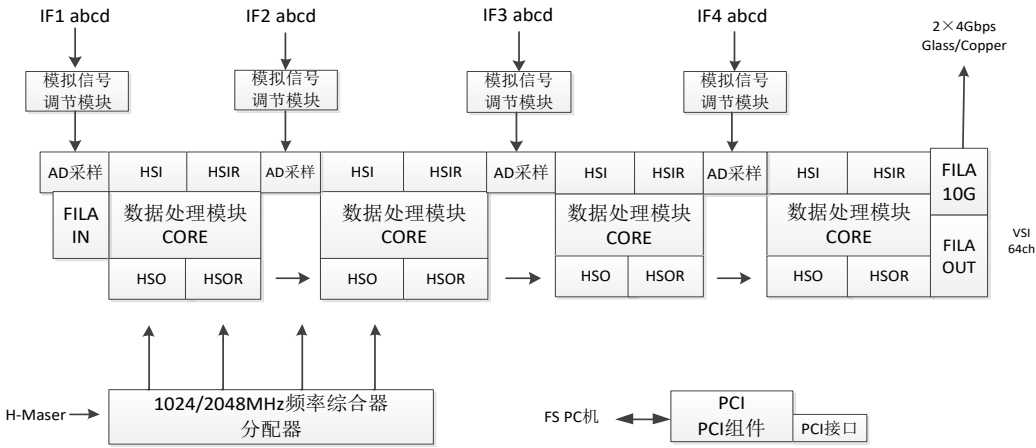 IF1 abcd
IF2 abcd
IF3 abcd
IF4 abcd
2×4Gbps
Glass/Copper
模拟信号
调节模块
模拟信号
调节模块
模拟信号
调节模块
模拟信号
调节模块
AD采样
HSI
HSIR
AD采样
HSI
HSIR
AD采样
HSI
HSIR
AD采样
HSI
HSIR
FILA
10G
FILA
IN
数据处理模块
CORE
数据处理模块
CORE
数据处理模块
CORE
数据处理模块
CORE
FILA
OUT
VSI
64ch
HSO
HSOR
HSO
HSOR
HSO
HSOR
HSO
HSOR
H-Maser
1024/2048MHz频率综合器
分配器
FS PC机
PCI
PCI组件
PCI接口